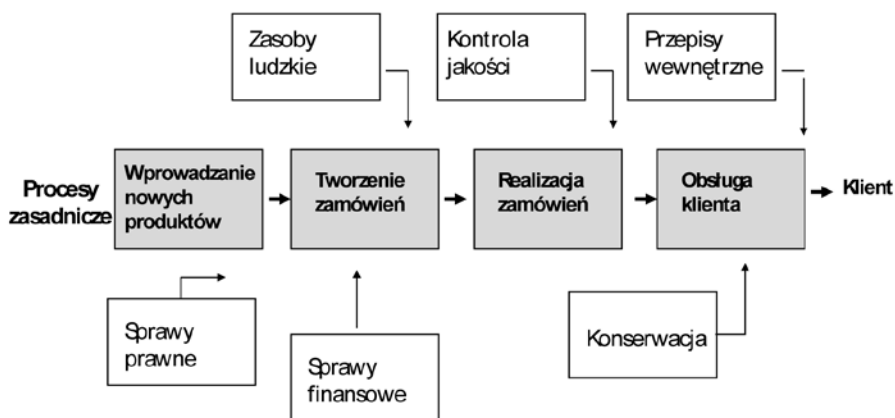 Zasoby
ludzkie
Kontrola
jakości
Przepisy
wewnętrzne
Procesy
zasadnicze
Wprowadzanie
nowych
produktów
Tworzenie
zamówień
Realizacja
zamówień
Obsługa
klienta
Klient
Sprawy
prawne
Sprawy
finansowe
Konserwacja